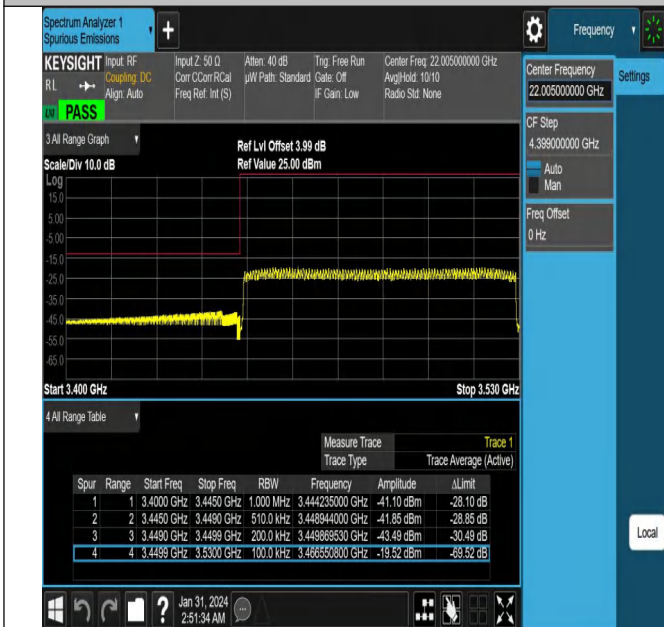 Spectrum Analyzer 1
Spurious Emissions
+
Frequency
KEYSIGHT
RL
Input: RF
Coupling: DC
Align: Auto
Input Z: 50 Ω
Corr CCorr RCal
Freq Ref: Int (S)
Atten: 40 dB
µW Path: Standard
Trig: Free Run
Gate: Off
IF Gain: Low
Center Freq: 22.005000000 GHz
Avg|Hold: 10/10
Radio Std: None
PASS
3 All Range Graph
Scale/Div 10.0 dB
Ref Lvl Offset 3.99 dB
Ref Value 25.00 dBm
Log
15.0
5.00
-5.00
-15.0
-25.0
-35.0
-45.0
-55.0
-65.0
Start 3.400 GHz
Stop 3.530 GHz
4 All Range Table
Measure Trace Trace 1
Trace Type Trace Average (Active)
Spur Range Start Freq Stop Freq RBW Frequency Amplitude ΔLimit
1 1 3.4000 GHz 3.4450 GHz 1.000 MHz 3.444235000 GHz -41.10 dBm -28.10 dB
2 2 3.4450 GHz 3.4490 GHz 510.0 kHz 3.448944000 GHz -41.85 dBm -28.85 dB
3 3 3.4490 GHz 3.4499 GHz 200.0 kHz 3.449869530 GHz -43.49 dBm -30.49 dB
4 4 3.4499 GHz 3.5300 GHz 100.0 kHz 3.466550800 GHz -19.52 dBm -69.52 dB
Center Frequency
22.005000000 GHz
Settings
CF Step
4.399000000 GHz
Auto
Man
Freq Offset
0 Hz
Local
?
Jan 31, 2024
2:51:34 AM